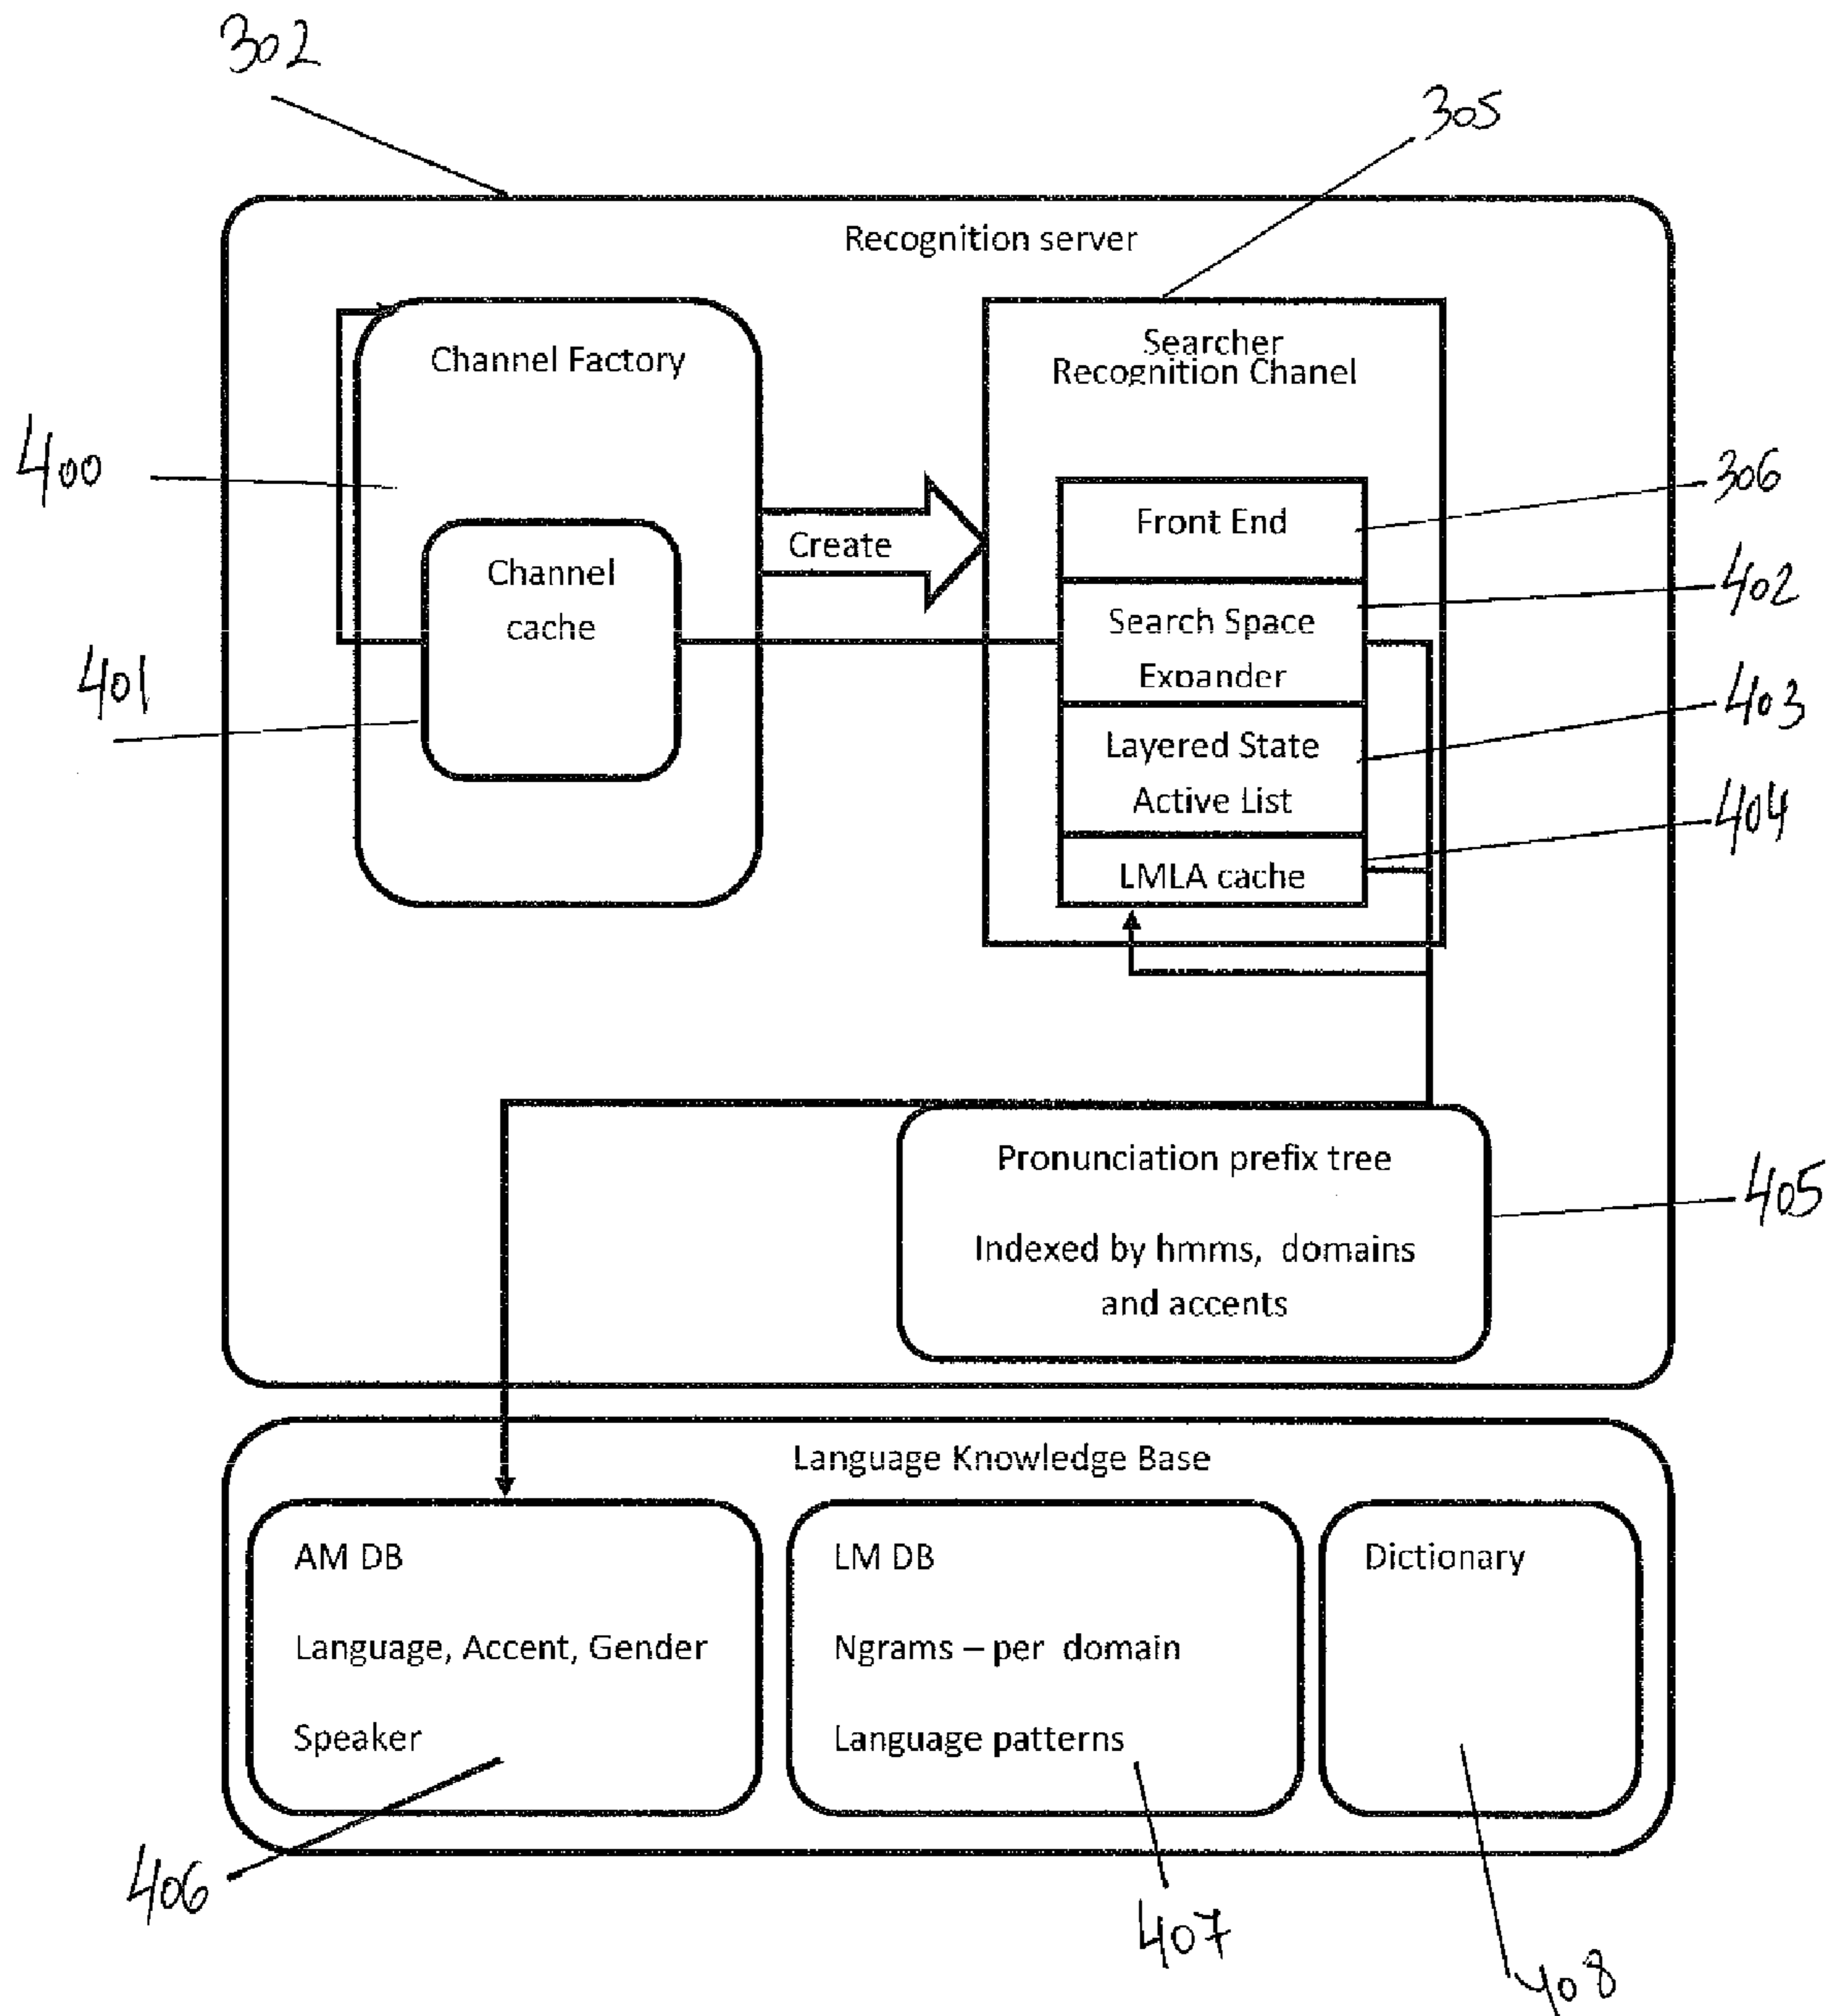 302
305
Recognition server
Channel Factory
Searcher
Recognition Chanel
400
306
Front End
Create
Channel
cache
402
Search Space
Expander
401
403
Layered State
Active List
404
LMLA cache
Pronunciation prefix tree
405
Indexed by hmms, domains
and accents
Language Knowledge Base
AM DB
LM DB
Dictionary
Language, Accent, Gender
Ngrams – per domain
Speaker
Language patterns
406
407
408